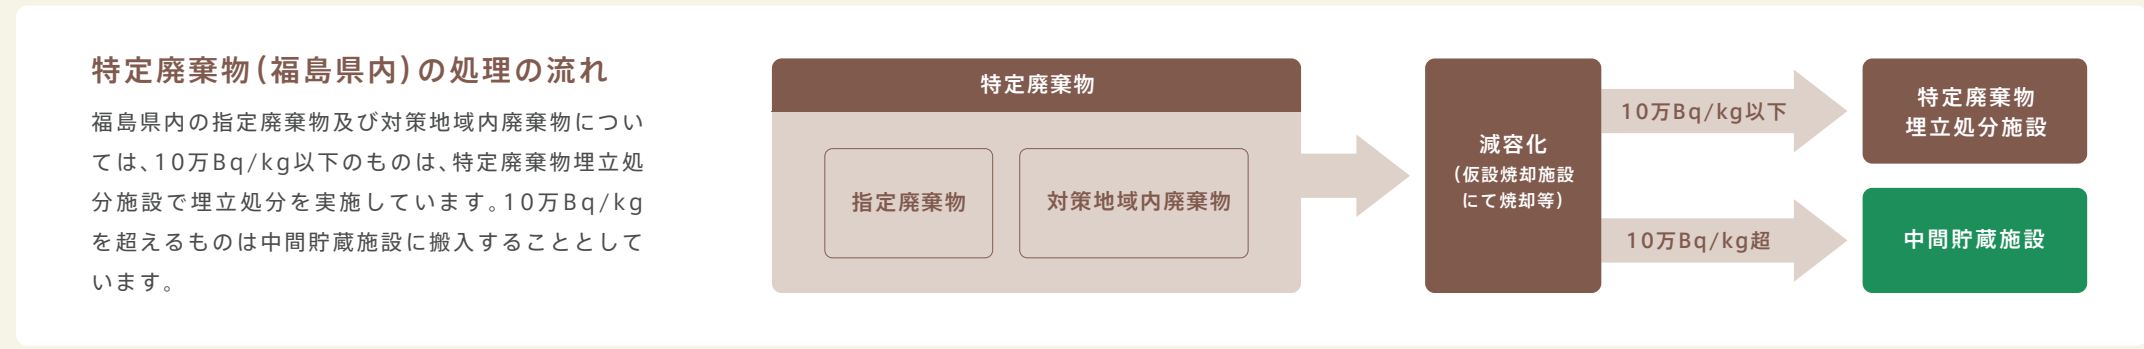 特定廃棄物(福島県内)の処理の流れ
福島県内の指定廃棄物及び対策地域内廃棄物につい
ては、10万Bq/kg以下のものは、特定廃棄物埋立処
分施設で埋立処分を実施しています。10万Bq/kg
を超えるものは中間貯蔵施設に搬入することとして
います。
特定廃棄物
指定廃棄物
対策地域内廃棄物
減容化
(仮設焼却施設
にて焼却等)
10万Bq/kg以下
特定廃棄物
埋立処分施設
10万Bq/kg超
中間貯蔵施設